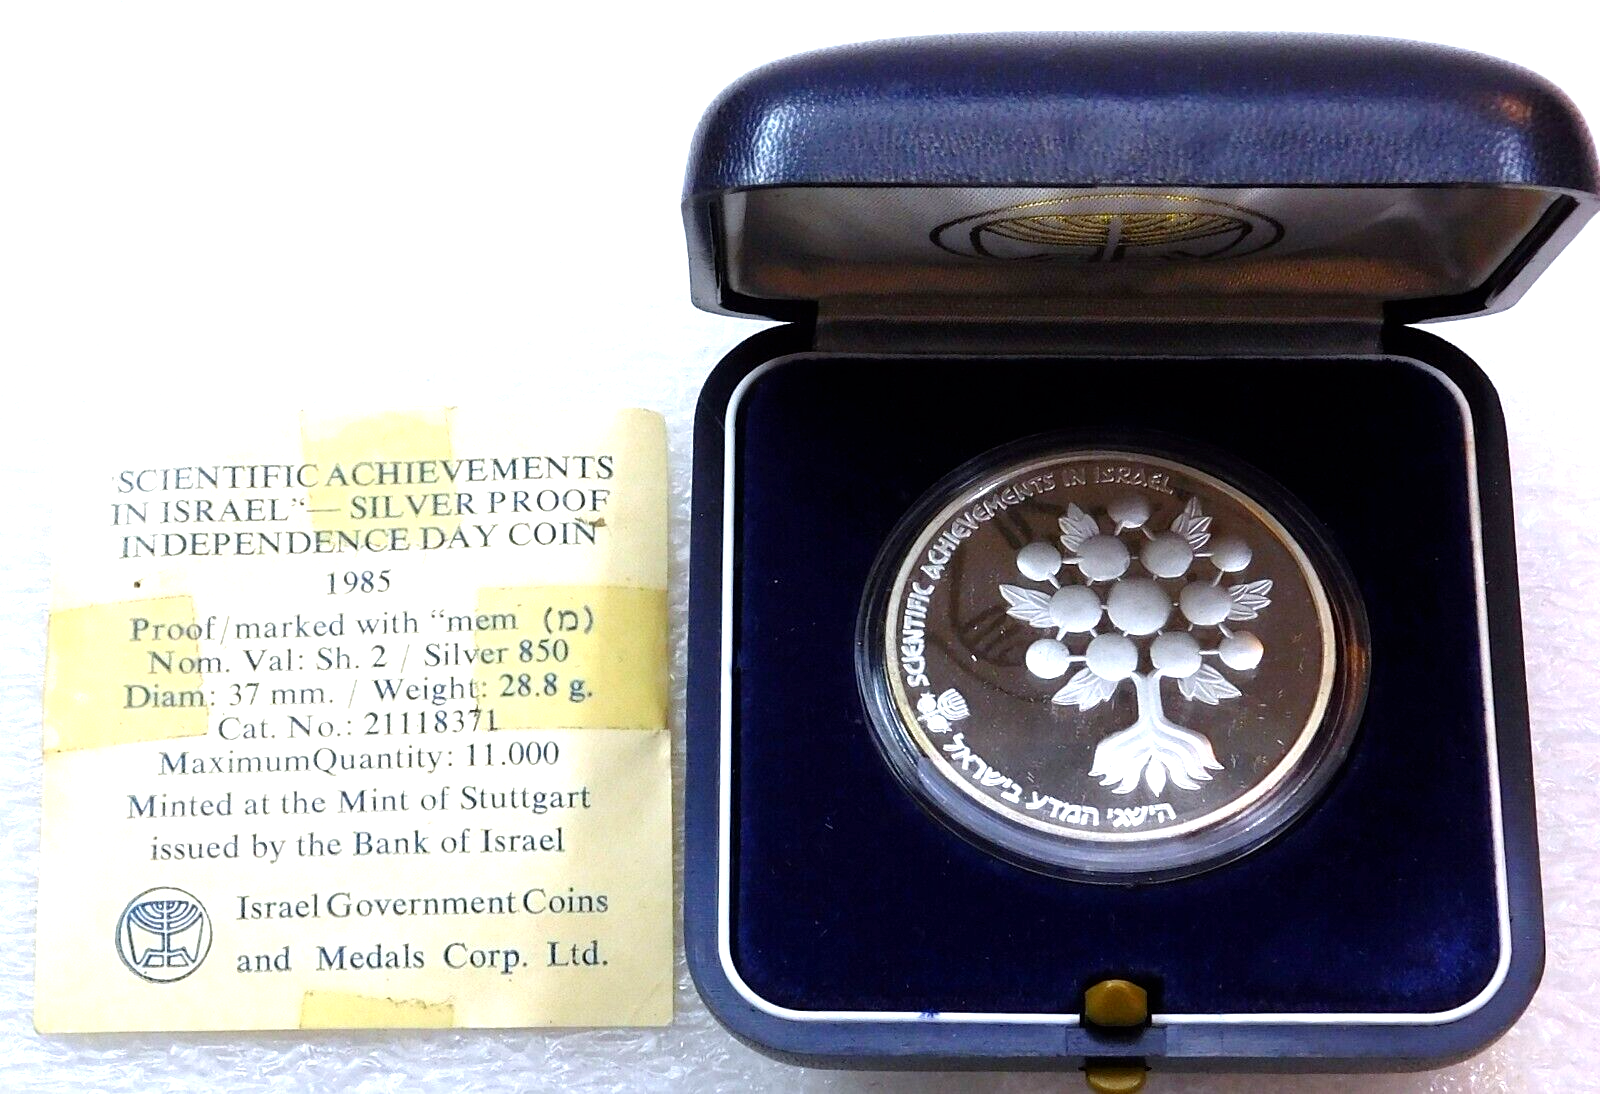 "SCIENTIFIC ACHIEVEMENTS
IN ISRAEL"— SILVER PROOF
INDEPENDENCE DAY COIN
1985
Proof/marked with "mem (מ)
Nom. Val: Sh. 2 / Silver 850
Diam: 37 mm. / Weight: 28.8 g.
Cat. No.: 21118371
Maximum Quantity: 11.000
Minted at the Mint of Stuttgart
issued by the Bank of Israel
Israel Government Coins
and Medals Corp. Ltd.
SCIENTIFIC ACHIEVEMENTS IN ISRAEL
הישגי המדע בישראל